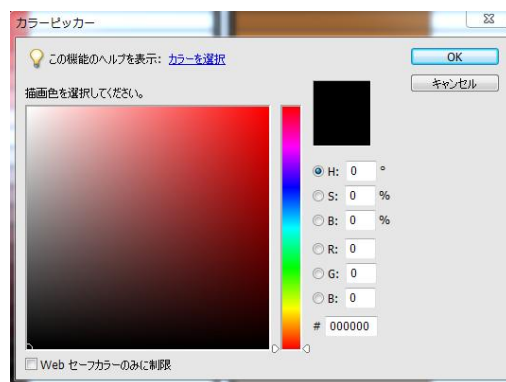 カラーピッカー
この機能のヘルプを表示: カラーを選択
OK
キャンセル
描画色を選択してください。
H: 0 °
S: 0 %
B: 0 %
R: 0
G: 0
B: 0
# 000000
Web セーフカラーのみに制限